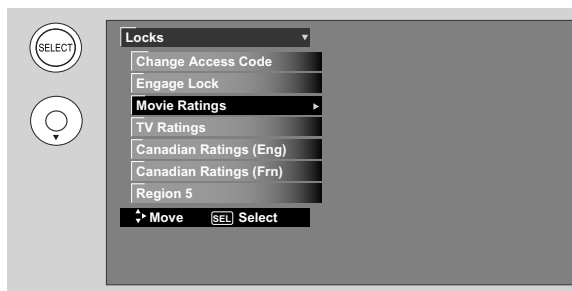 SELECT
Locks
Change Access Code
Engage Lock
Movie Ratings
TV Ratings
Canadian Ratings (Eng)
Canadian Ratings (Frn)
Region 5
Move SEL Select